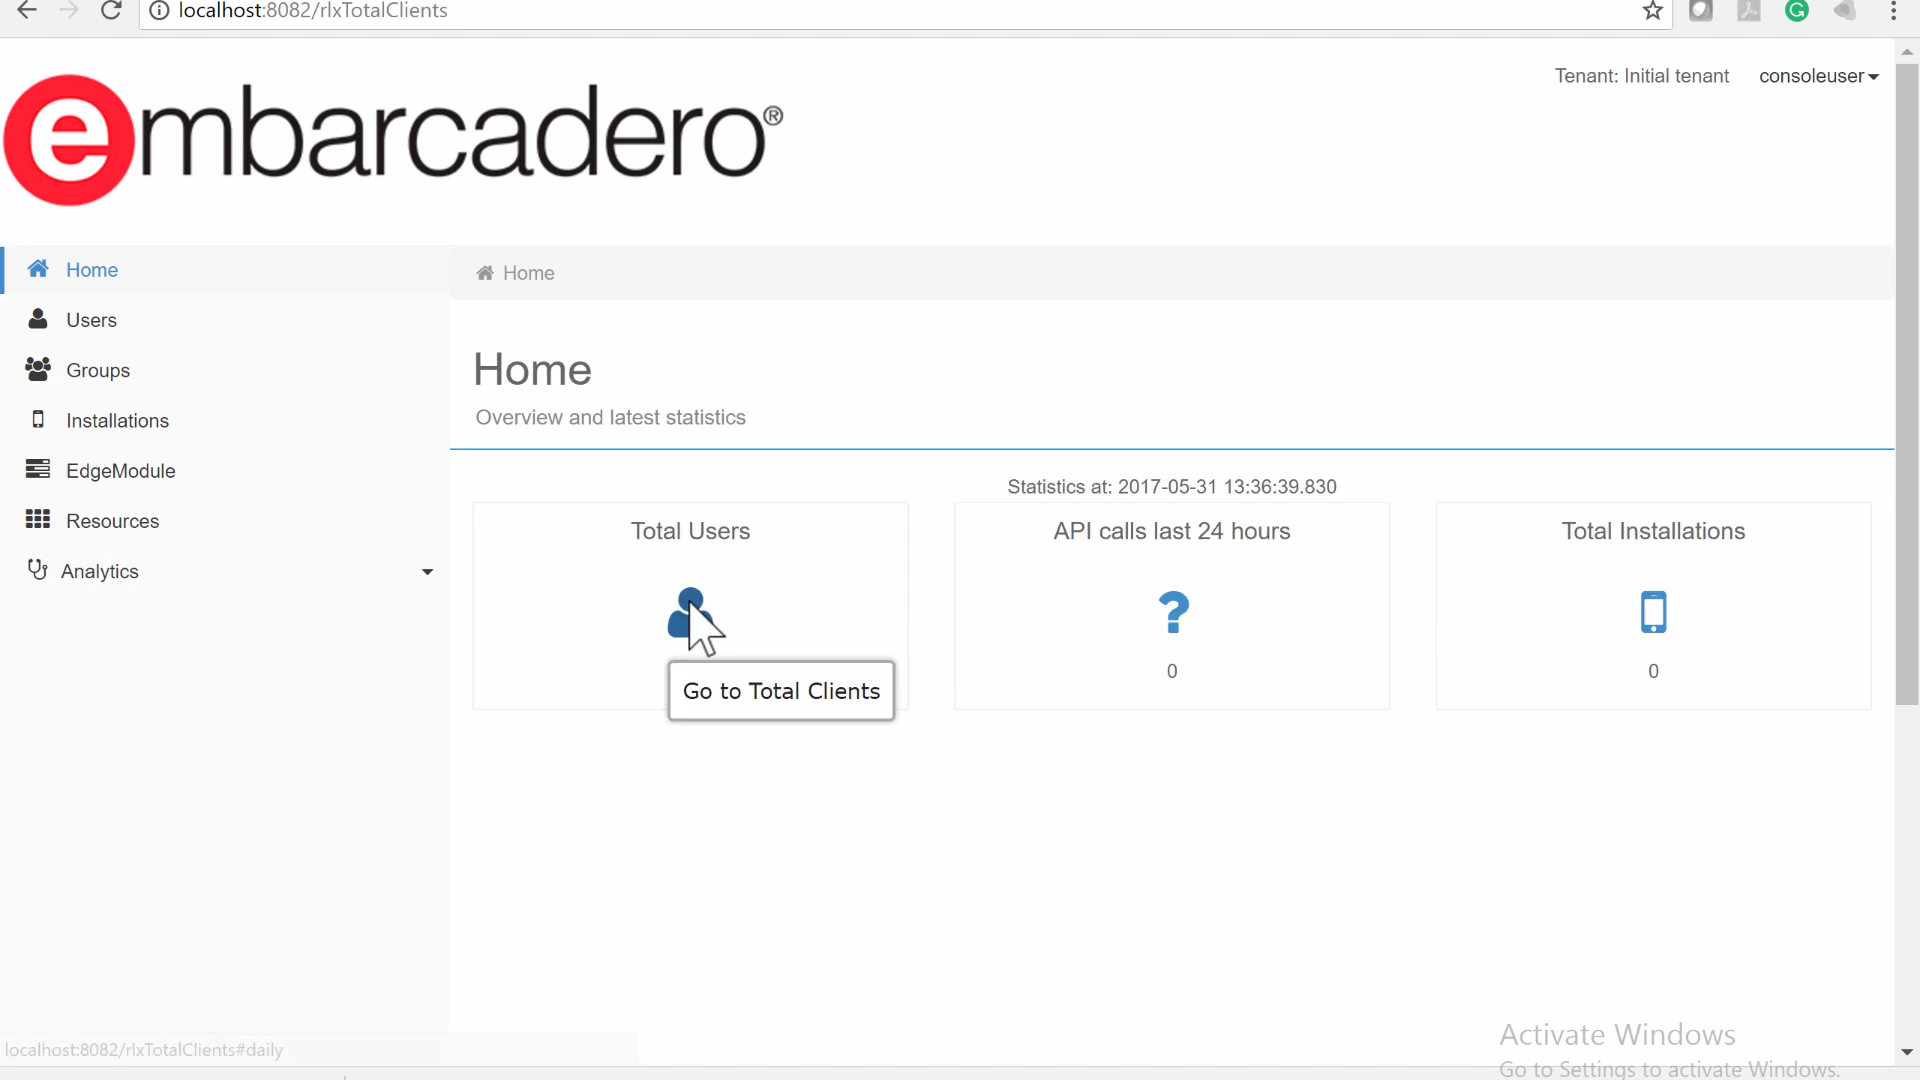 localhost:8082/rlxTotalClients
Tenant: Initial tenant consoleuser
embarcadero®
Home
Users
Groups
Installations
EdgeModule
Resources
Analytics
Home
Home
Overview and latest statistics
Statistics at: 2017-05-31 13:36:39.830
Total Users
Go to Total Clients
API calls last 24 hours
?
0
Total Installations
0
localhost:8082/rlxTotalClients#daily
Activate Windows
Go to Settings to activate Windows.